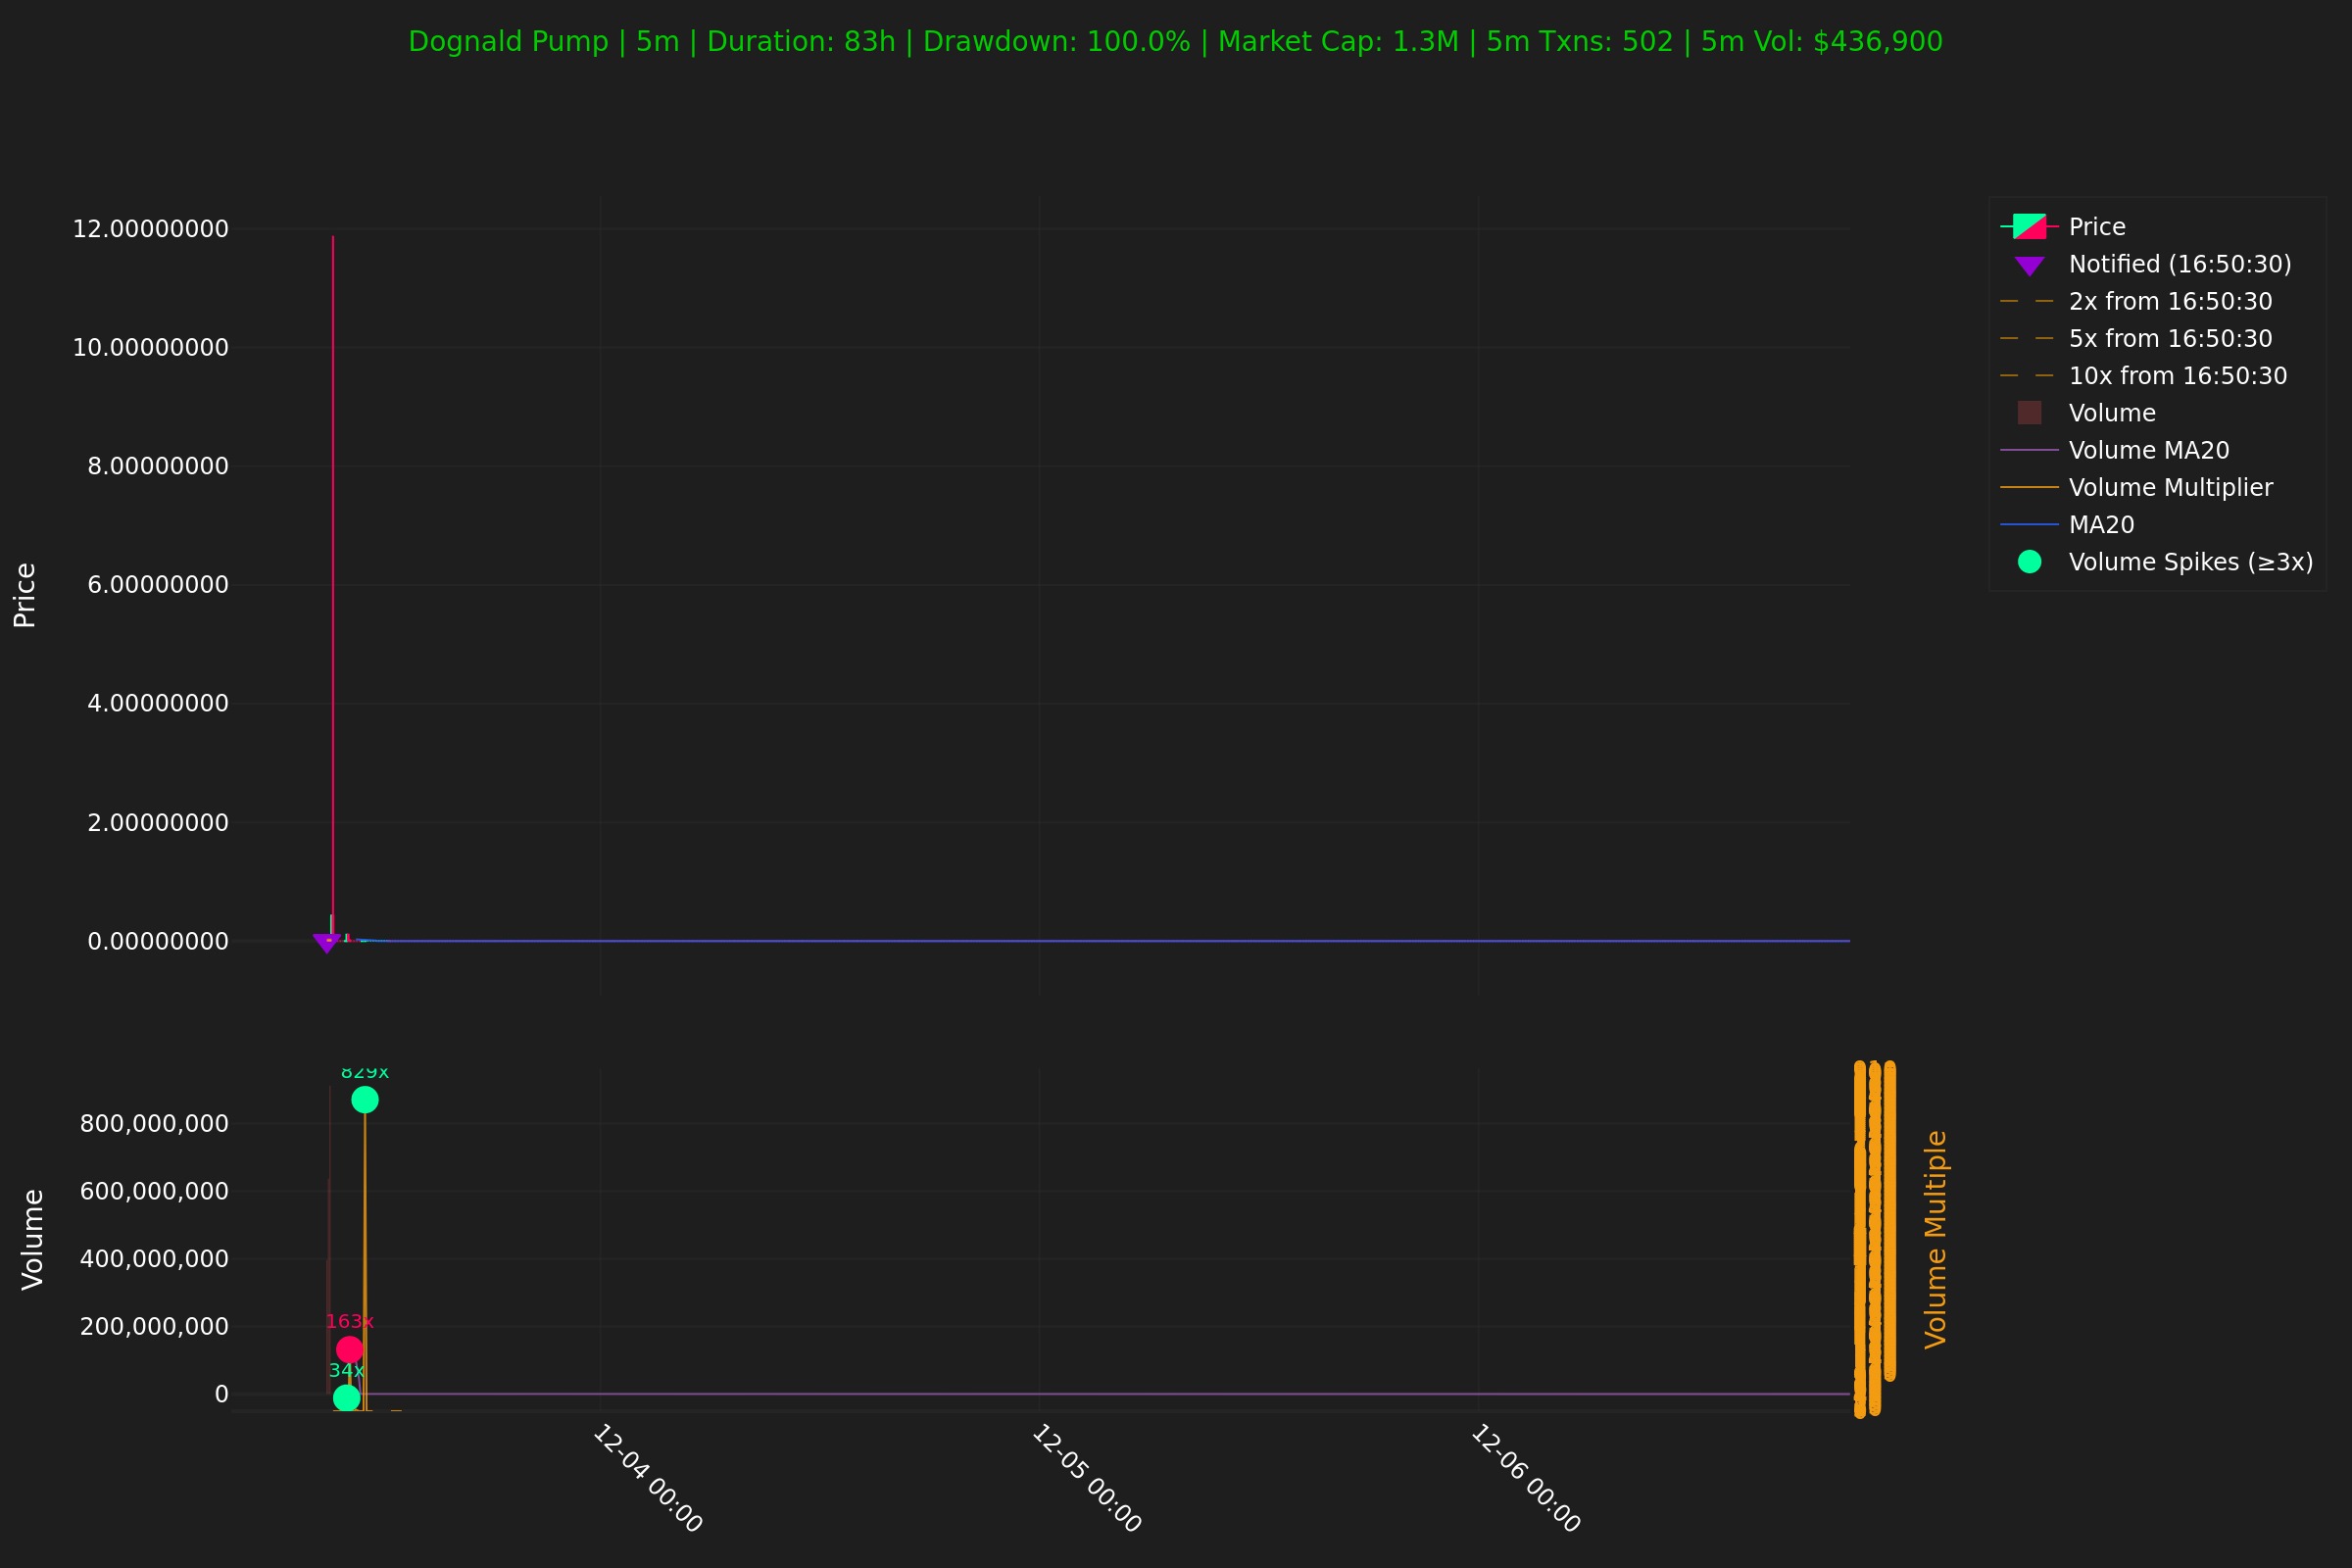 Dognald Pump | 5m | Duration: 83h | Drawdown: 100.0% | Market Cap: 1.3M | 5m Txns: 502 | 5m Vol: $436,900
Price
12.00000000
10.00000000
8.00000000
6.00000000
4.00000000
2.00000000
0.00000000
Price
Notified (16:50:30)
2x from 16:50:30
5x from 16:50:30
10x from 16:50:30
Volume
Volume MA20
Volume Multiplier
MA20
Volume Spikes (≥3x)
Volume
800,000,000
600,000,000
400,000,000
200,000,000
0
829x
163x
34x
Volume Multiple
12-04 00:00
12-05 00:00
12-06 00:00